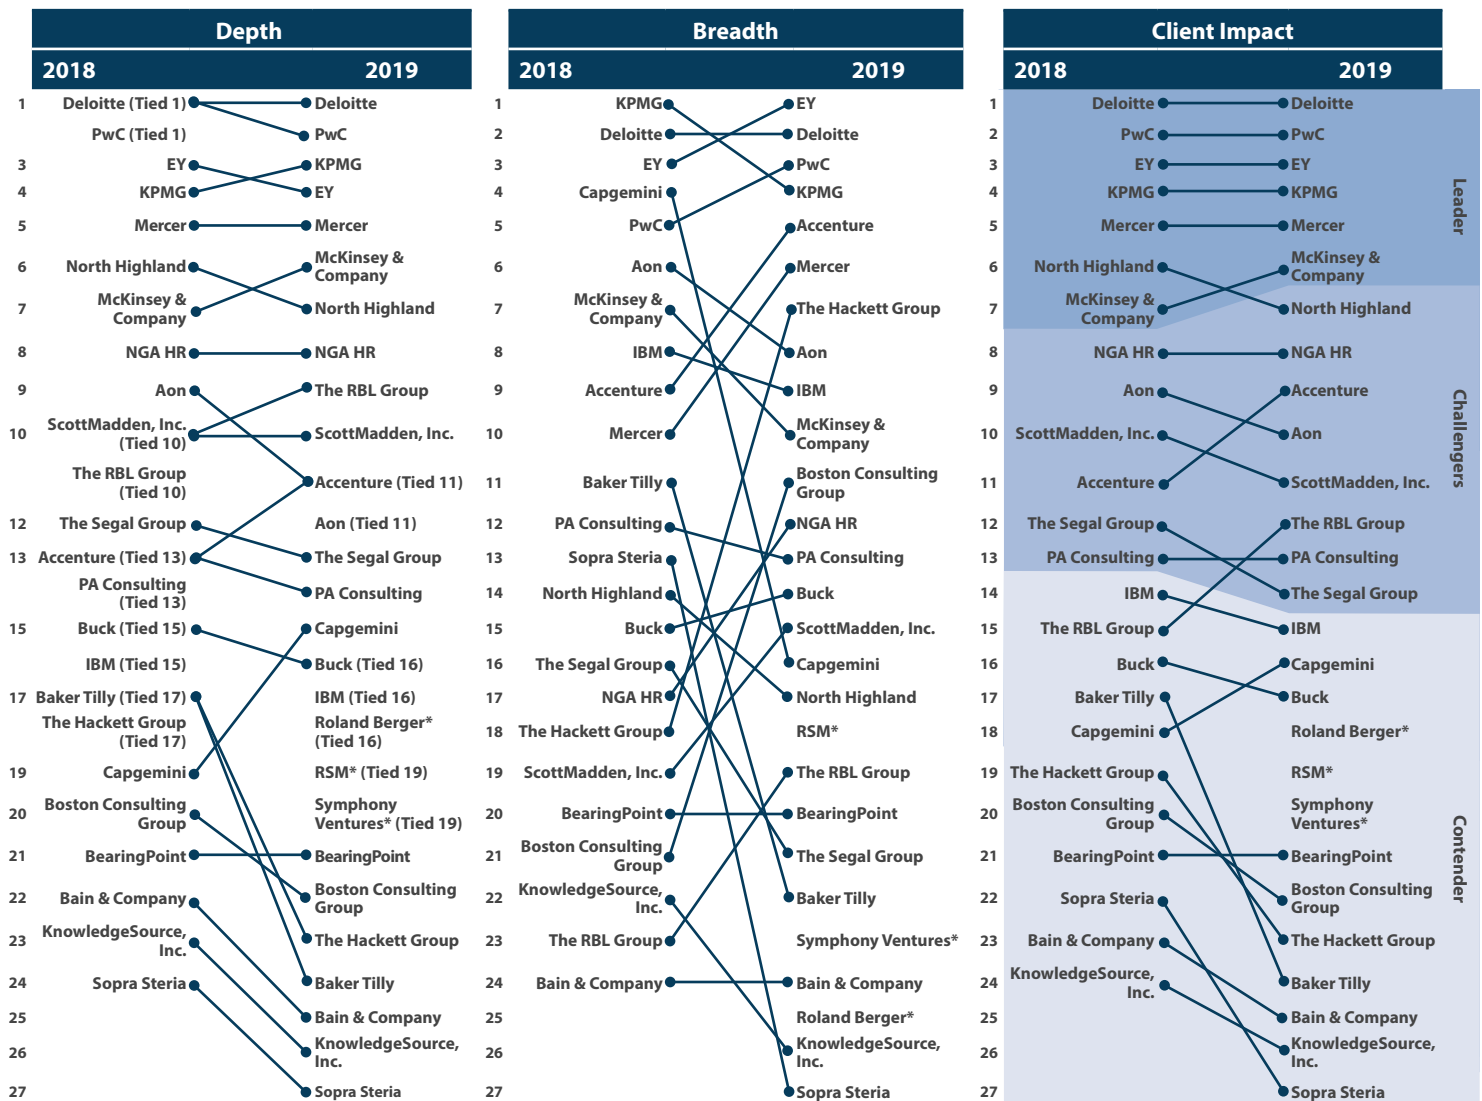 Depth
2018 2019
1 Deloitte (Tied 1) Deloitte
PwC (Tied 1) PwC
3 EY KPMG
4 KPMG EY
5 Mercer Mercer
6 North Highland McKinsey &
Company
7 McKinsey &
Company North Highland
8 NGA HR NGA HR
9 Aon The RBL Group
10 ScottMadden, Inc.
(Tied 10) ScottMadden, Inc.
The RBL Group
(Tied 10) Accenture (Tied 11)
12 The Segal Group Aon (Tied 11)
13 Accenture (Tied 13) The Segal Group
PA Consulting
(Tied 13) PA Consulting
15 Buck (Tied 15) Capgemini
IBM (Tied 15) Buck (Tied 16)
17 Baker Tilly (Tied 17) IBM (Tied 16)
The Hackett Group
(Tied 17) Roland Berger*
(Tied 16)
19 Capgemini RSM* (Tied 19)
20 Boston Consulting
Group Symphony
Ventures* (Tied 19)
21 BearingPoint BearingPoint
22 Bain & Company Boston Consulting
Group
23 KnowledgeSource,
Inc. The Hackett Group
24 Sopra Steria Baker Tilly
25 Bain & Company
26 KnowledgeSource,
Inc.
27 Sopra Steria
Breadth
2018 2019
1 KPMG EY
2 Deloitte Deloitte
3 EY PwC
4 Capgemini KPMG
5 PwC Accenture
6 Aon Mercer
7 McKinsey &
Company The Hackett Group
8 IBM Aon
9 Accenture IBM
10 Mercer McKinsey &
Company
11 Baker Tilly Boston Consulting
Group
12 PA Consulting NGA HR
13 Sopra Steria PA Consulting
14 North Highland Buck
15 Buck ScottMadden, Inc.
16 The Segal Group Capgemini
17 NGA HR North Highland
18 The Hackett Group RSM*
19 ScottMadden, Inc. The RBL Group
20 BearingPoint BearingPoint
21 Boston Consulting
Group The Segal Group
22 KnowledgeSource,
Inc. Baker Tilly
23 The RBL Group Symphony Ventures*
24 Bain & Company Bain & Company
25 Roland Berger*
26 KnowledgeSource,
Inc.
27 Sopra Steria
Client Impact
2018 2019
1 Deloitte Deloitte
2 PwC PwC
3 EY EY
4 KPMG KPMG
5 Mercer Mercer
6 North Highland McKinsey &
Company
7 McKinsey &
Company North Highland
Leader
8 NGA HR NGA HR
9 Aon Accenture
10 ScottMadden, Inc. Aon
11 Accenture ScottMadden, Inc.
12 The Segal Group The RBL Group
13 PA Consulting PA Consulting
Challengers
14 IBM The Segal Group
15 The RBL Group IBM
16 Buck Capgemini
17 Baker Tilly Buck
18 Capgemini Roland Berger*
19 The Hackett Group RSM*
20 Boston Consulting
Group Symphony
Ventures*
21 BearingPoint BearingPoint
22 Sopra Steria Boston Consulting
Group
23 Bain & Company The Hackett Group
24 KnowledgeSource,
Inc. Baker Tilly
25 Bain & Company
26 KnowledgeSource,
Inc.
27 Sopra Steria
Contender